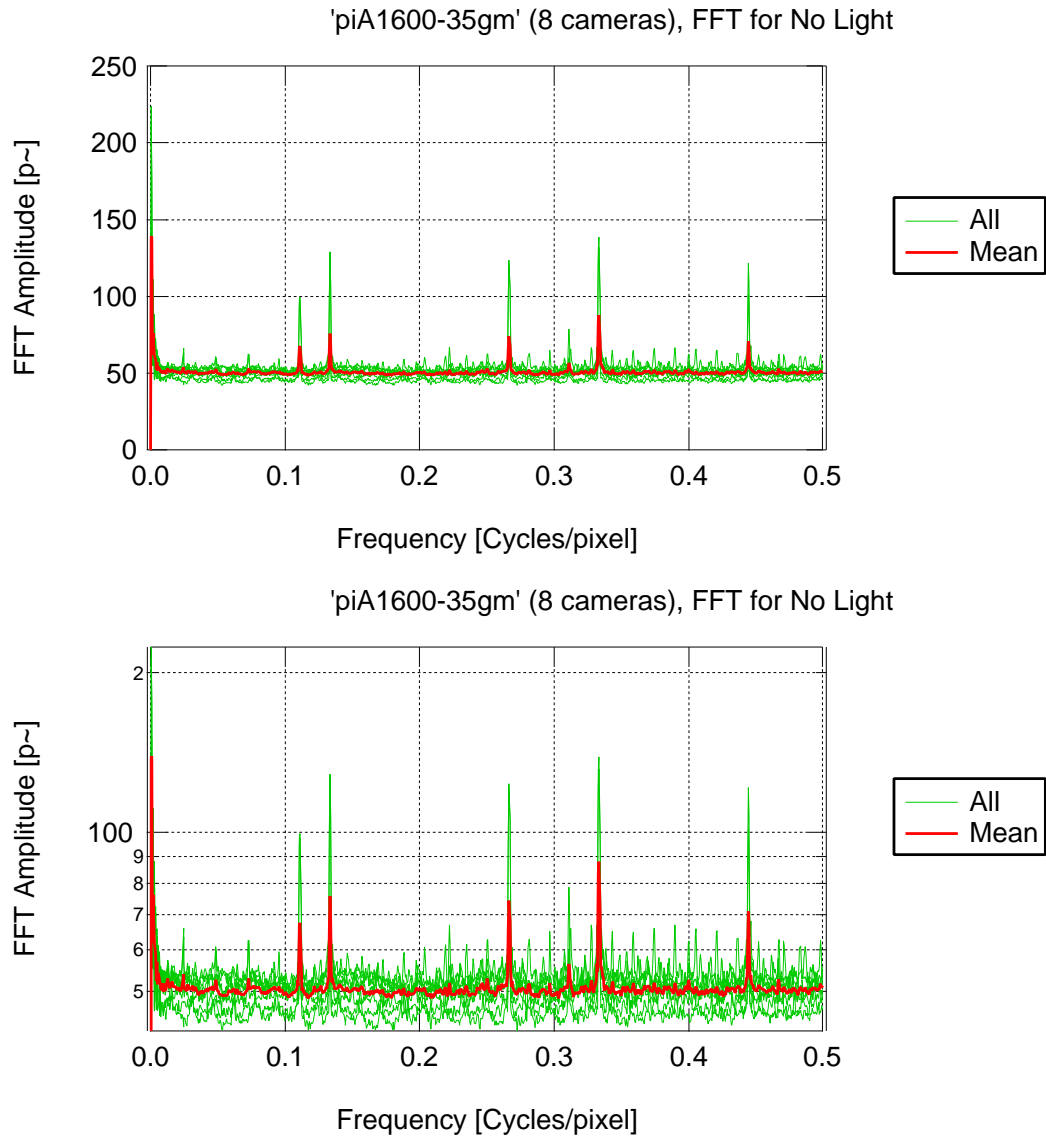 'piA1600-35gm' (8 cameras), FFT for No Light
250
200
150
100
50
0
FFT Amplitude [p~]
0.0 0.1 0.2 0.3 0.4 0.5
Frequency [Cycles/pixel]
All
Mean
'piA1600-35gm' (8 cameras), FFT for No Light
2
100
9
8
7
6
5
FFT Amplitude [p~]
0.0 0.1 0.2 0.3 0.4 0.5
Frequency [Cycles/pixel]
All
Mean